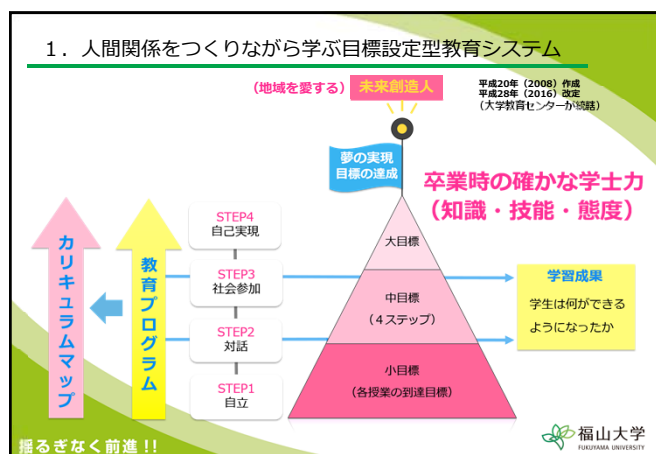 １．人間関係をつくりながら学ぶ目標設定型教育システム
（地域を愛する）
未来創造人
平成20年（2008）作成
平成28年（2016）改定
（大学教育センターが統轄）
夢の実現
目標の達成
卒業時の確かな学士力
（知識・技能・態度）
カリキュラムマップ
教育プログラム
STEP4
自己実現
STEP3
社会参加
STEP2
対話
STEP1
自立
大目標
中目標
（４ステップ）
小目標
（各授業の到達目標）
学習成果
学生は何ができる
ようになったか
揺るぎなく前進！！
福山大学
FUKUYAMA UNIVERSITY